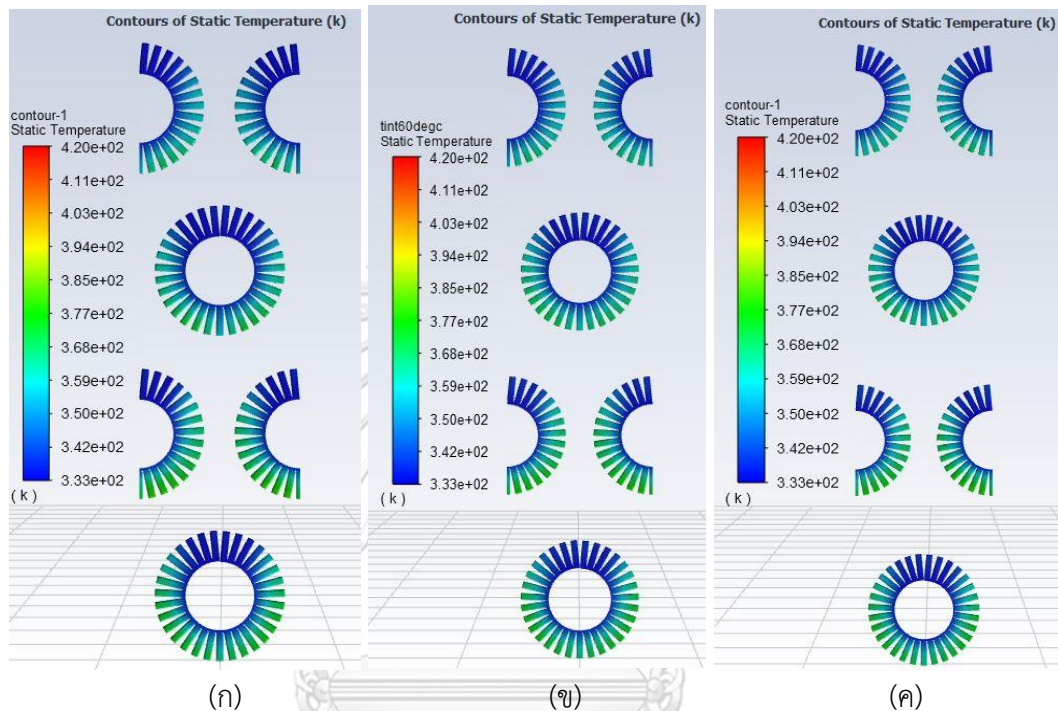 Contours of Static Temperature (k)
contour-1
Static Temperature
4.20e+02
4.11e+02
4.03e+02
3.94e+02
3.85e+02
3.77e+02
3.68e+02
3.59e+02
3.50e+02
3.42e+02
3.33e+02
( k )
(ก)
Contours of Static Temperature (k)
tint60degc
Static Temperature
4.20e+02
4.11e+02
4.03e+02
3.94e+02
3.85e+02
3.77e+02
3.68e+02
3.59e+02
3.50e+02
3.42e+02
3.33e+02
( k )
(ข)
Contours of Static Temperature (k)
contour-1
Static Temperature
4.20e+02
4.11e+02
4.03e+02
3.94e+02
3.85e+02
3.77e+02
3.68e+02
3.59e+02
3.50e+02
3.42e+02
3.33e+02
( k )
(ค)